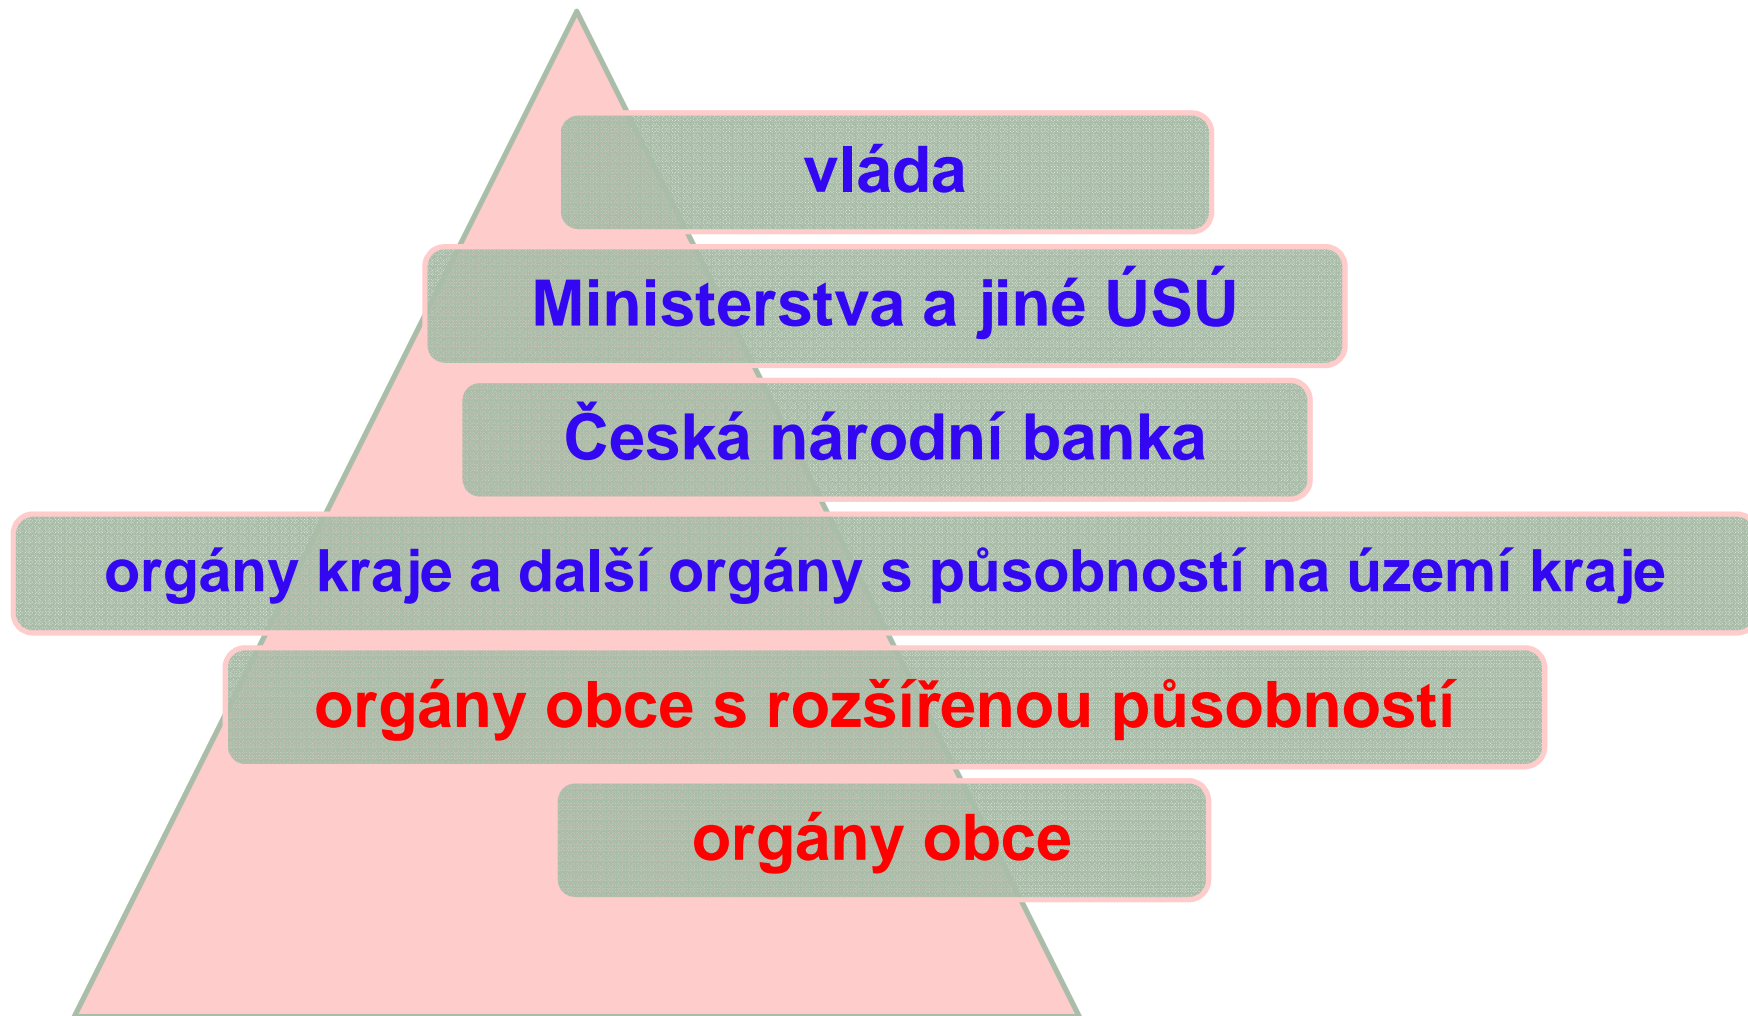 vláda
Ministerstva a jiné ÚSÚ
Česká národní banka
orgány kraje a další orgány s působností na území kraje
orgány obce s rozšířenou působností
orgány obce